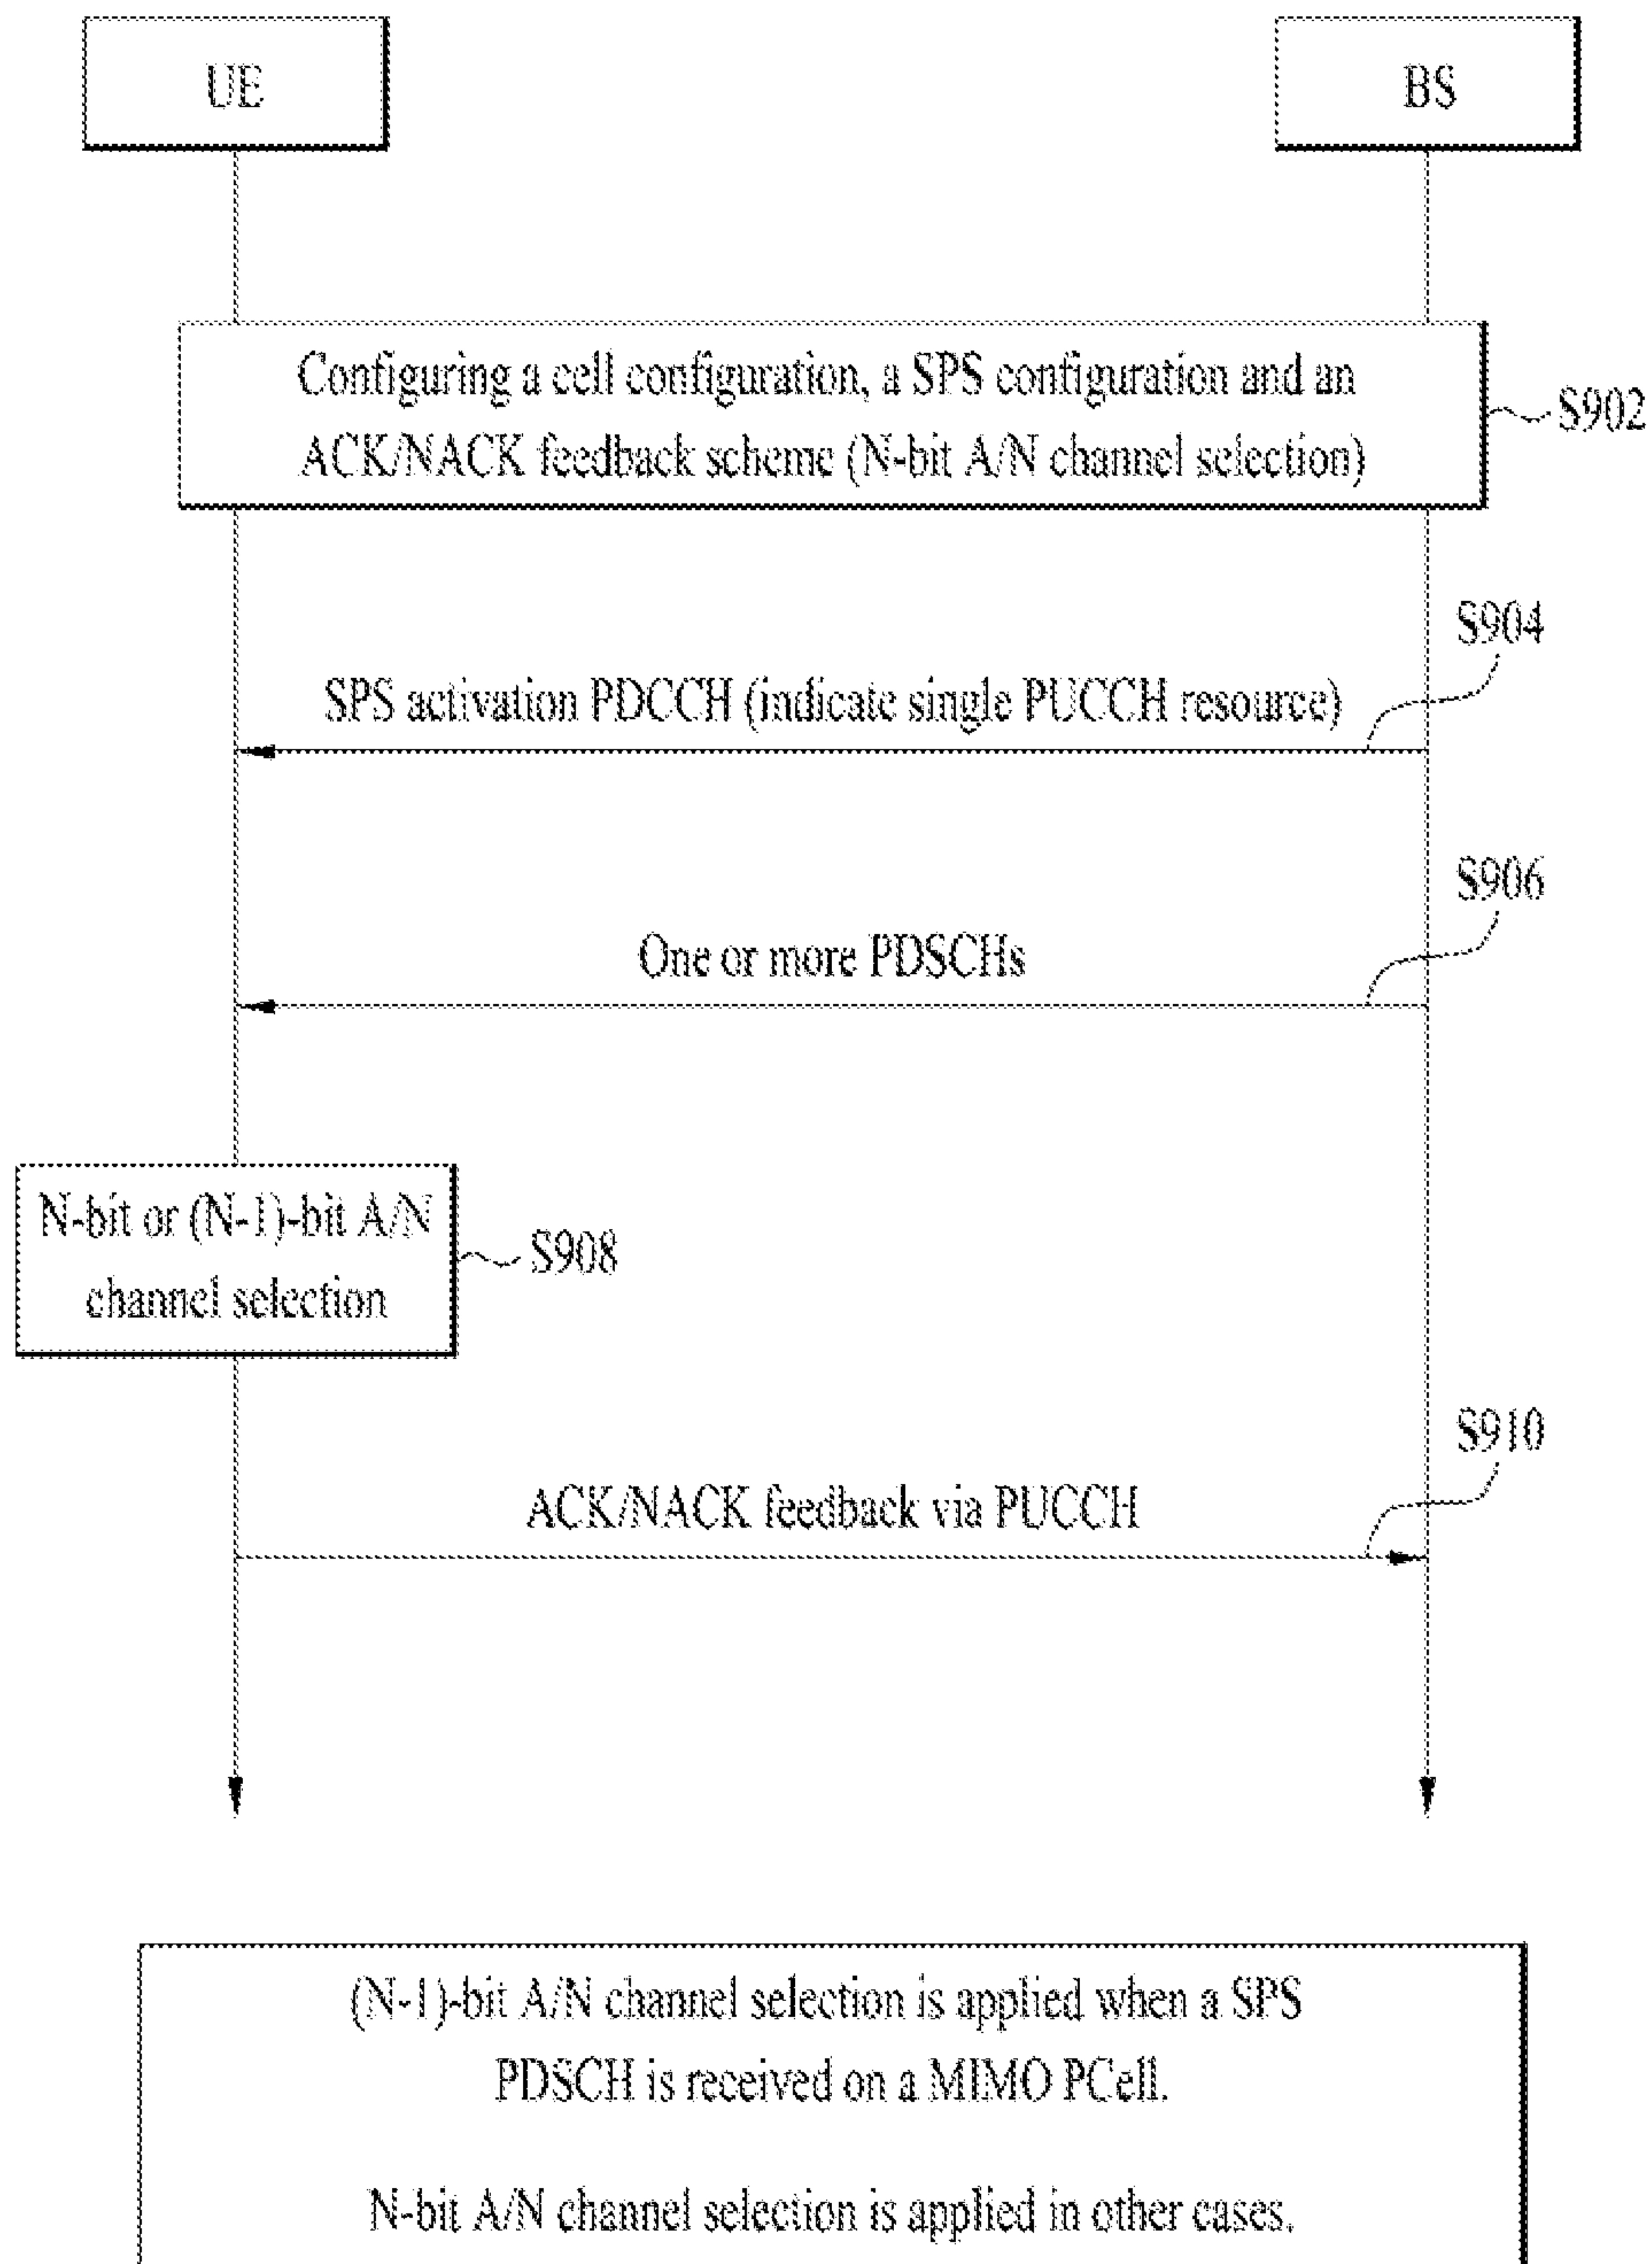 UE
BS
Configuring a cell configuration, a SPS configuration and an
ACK/NACK feedback scheme (N-bit A/N channel selection)
S902
S904
SPS activation PDCCH (indicate single PUCCH resource)
S906
One or more PDSCHs
N-bit or (N-1)-bit A/N
channel selection
S908
S910
ACK/NACK feedback via PUCCH
(N-1)-bit A/N channel selection is applied when a SPS
PDSCH is received on a MIMO PCell.
N-bit A/N channel selection is applied in other cases.